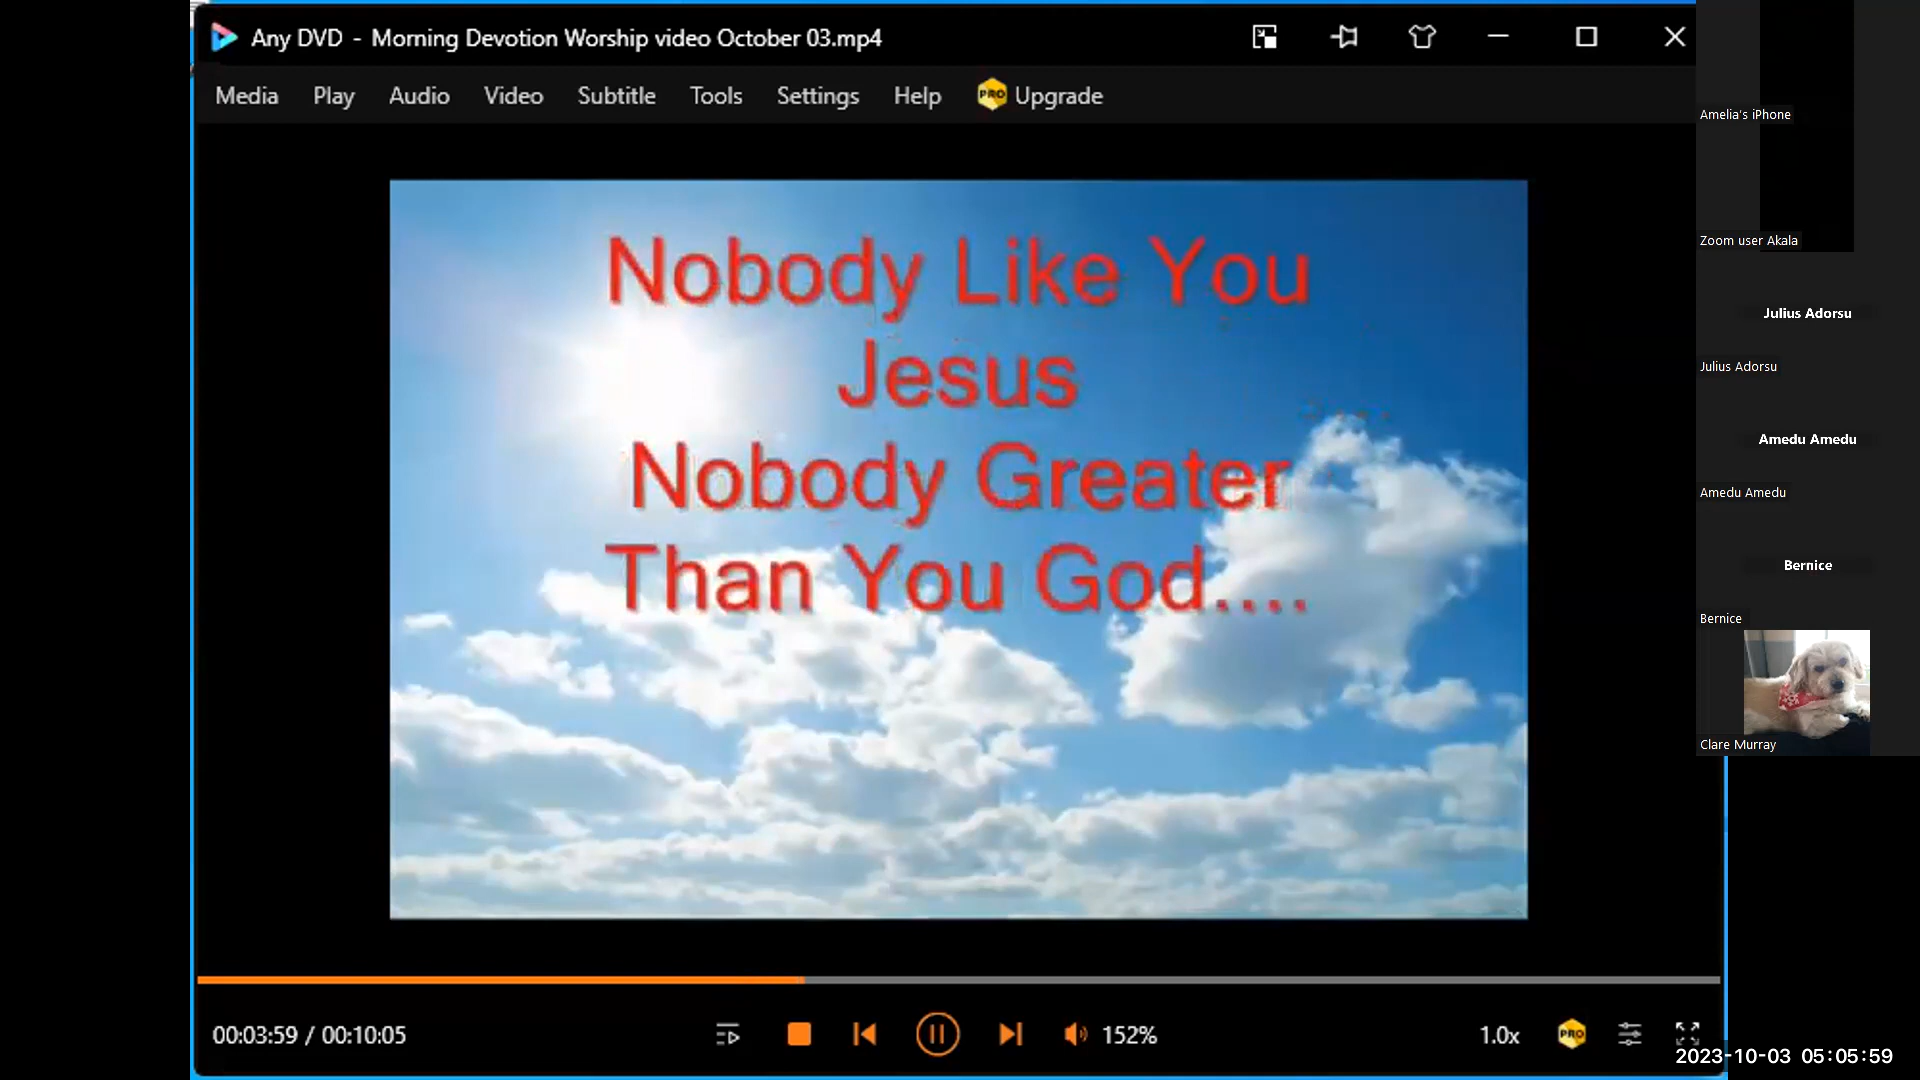 Any DVD - Morning Devotion Worship video October 03.mp4
Media Play Audio Video Subtitle Tools Settings Help PRO Upgrade
Nobody Like You
Jesus
Nobody Greater
Than You God....
00:03:59 / 00:10:05
152%
1.0x
PRO
Amelia's iPhone
Zoom user Akala
Julius Adorsu
Julius Adorsu
Amedu Amedu
Amedu Amedu
Bernice
Bernice
Clare Murray
2023-10-03 05:05:59